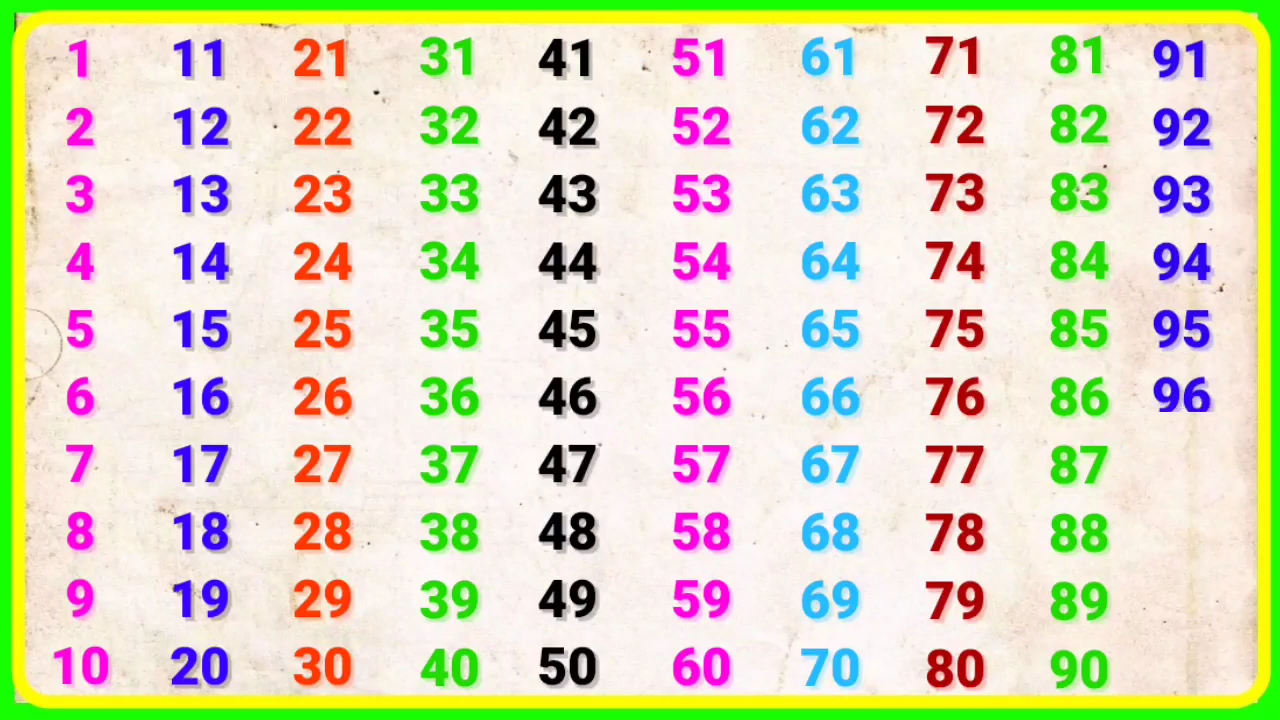 1 11 21 31 41 51 61 71 81 91
2 12 22 32 42 52 62 72 82 92
3 13 23 33 43 53 63 73 83 93
4 14 24 34 44 54 64 74 84 94
5 15 25 35 45 55 65 75 85 95
6 16 26 36 46 56 66 76 86 96
7 17 27 37 47 57 67 77 87
8 18 28 38 48 58 68 78 88
9 19 29 39 49 59 69 79 89
10 20 30 40 50 60 70 80 90